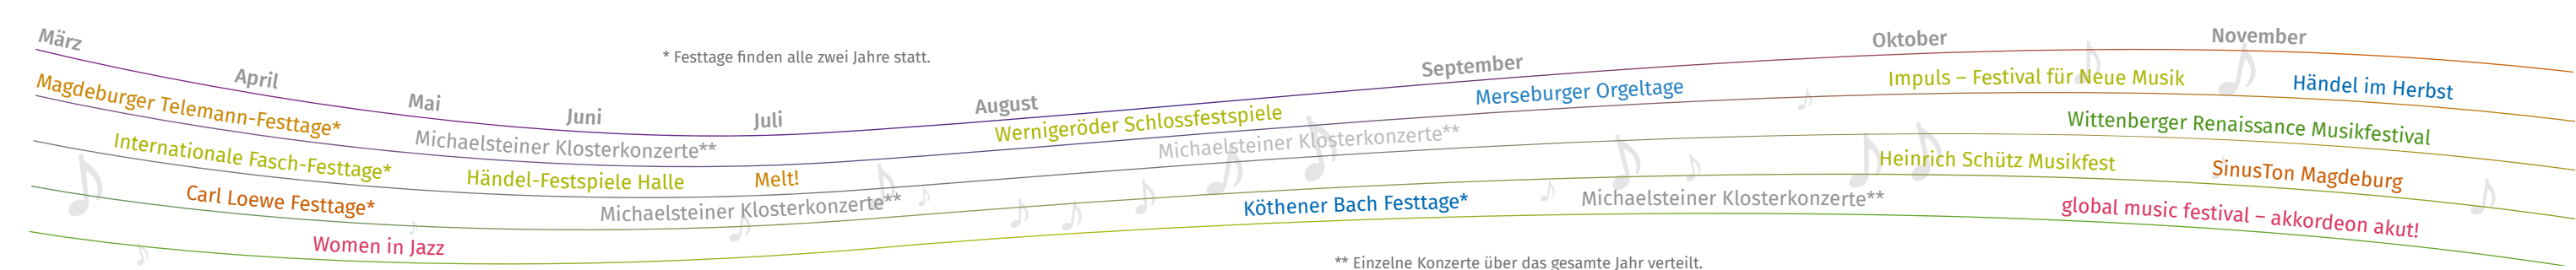 März
April
Mai
Juni
Juli
August
September
Oktober
November
* Festtage finden alle zwei Jahre statt.
Magdeburger Telemann-Festtage*
Michaelsteiner Klosterkonzerte**
Wernigeröder Schlossfestspiele
Merseburger Orgeltage
Impuls – Festival für Neue Musik
Händel im Herbst
Internationale Fasch-Festtage*
Händel-Festspiele Halle
Melt!
Michaelsteiner Klosterkonzerte**
Wittenberger Renaissance Musikfestival
Carl Loewe Festtage*
Michaelsteiner Klosterkonzerte**
Heinrich Schütz Musikfest
SinusTon Magdeburg
Women in Jazz
Köthener Bach Festtage*
Michaelsteiner Klosterkonzerte**
global music festival – akkordeon akut!
** Einzelne Konzerte über das gesamte Jahr verteilt.